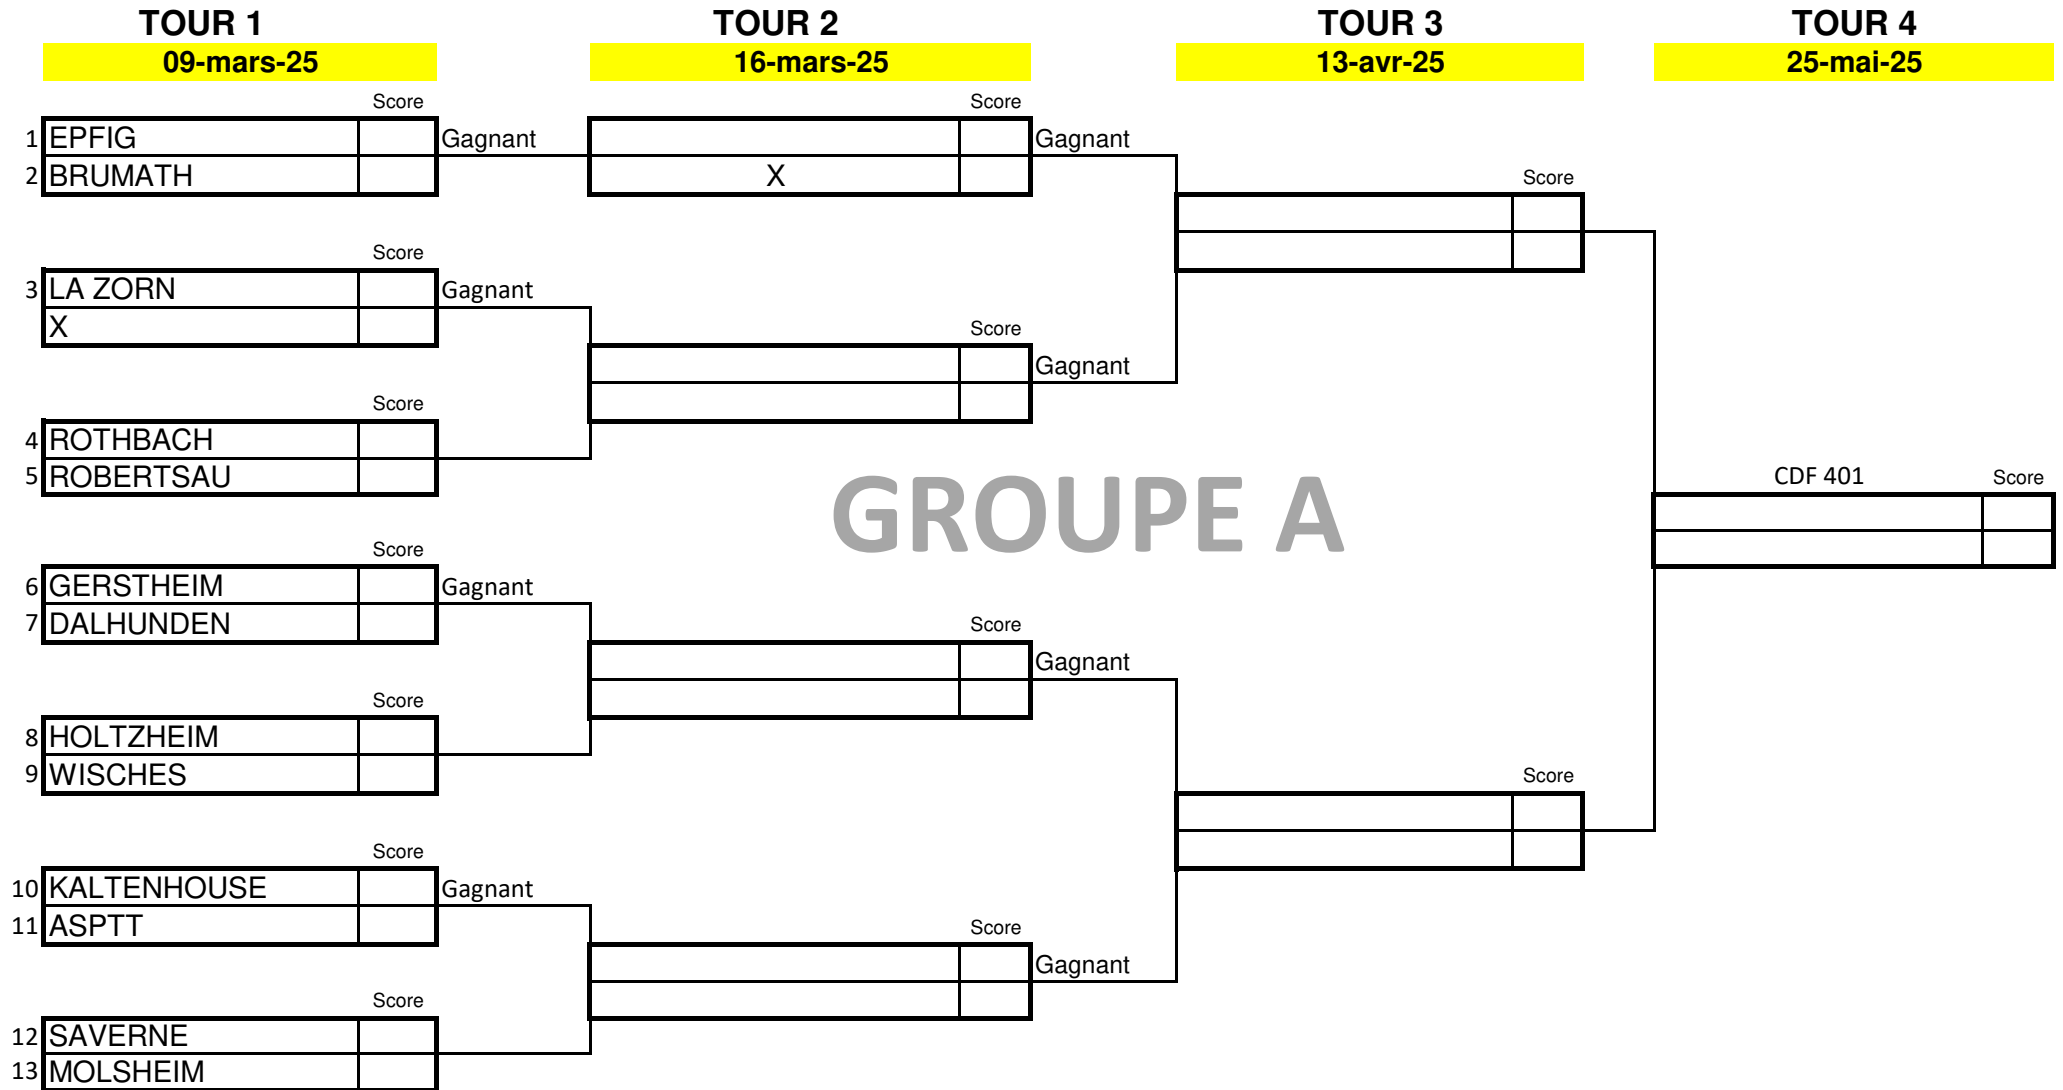 TOUR 1 TOUR 2 TOUR 3 TOUR 4
09-mars-25 16-mars-25 13-avr-25 25-mai-25
Score Score
1 EPFIG Gagnant Gagnant
2 BRUMATH X Score
Score
3 LA ZORN Gagnant
X Score
Gagnant
Score
4 ROTHBACH
5 ROBERTSAU
GROUPE A
CDF 401 Score
Score
6 GERSTHEIM Gagnant
7 DALHUNDEN Score
Gagnant
Score
8 HOLTZHEIM
9 WISCHES Score
Score
10 KALTENHOUSE Gagnant
11 ASPTT Score
Gagnant
Score
12 SAVERNE
13 MOLSHEIM